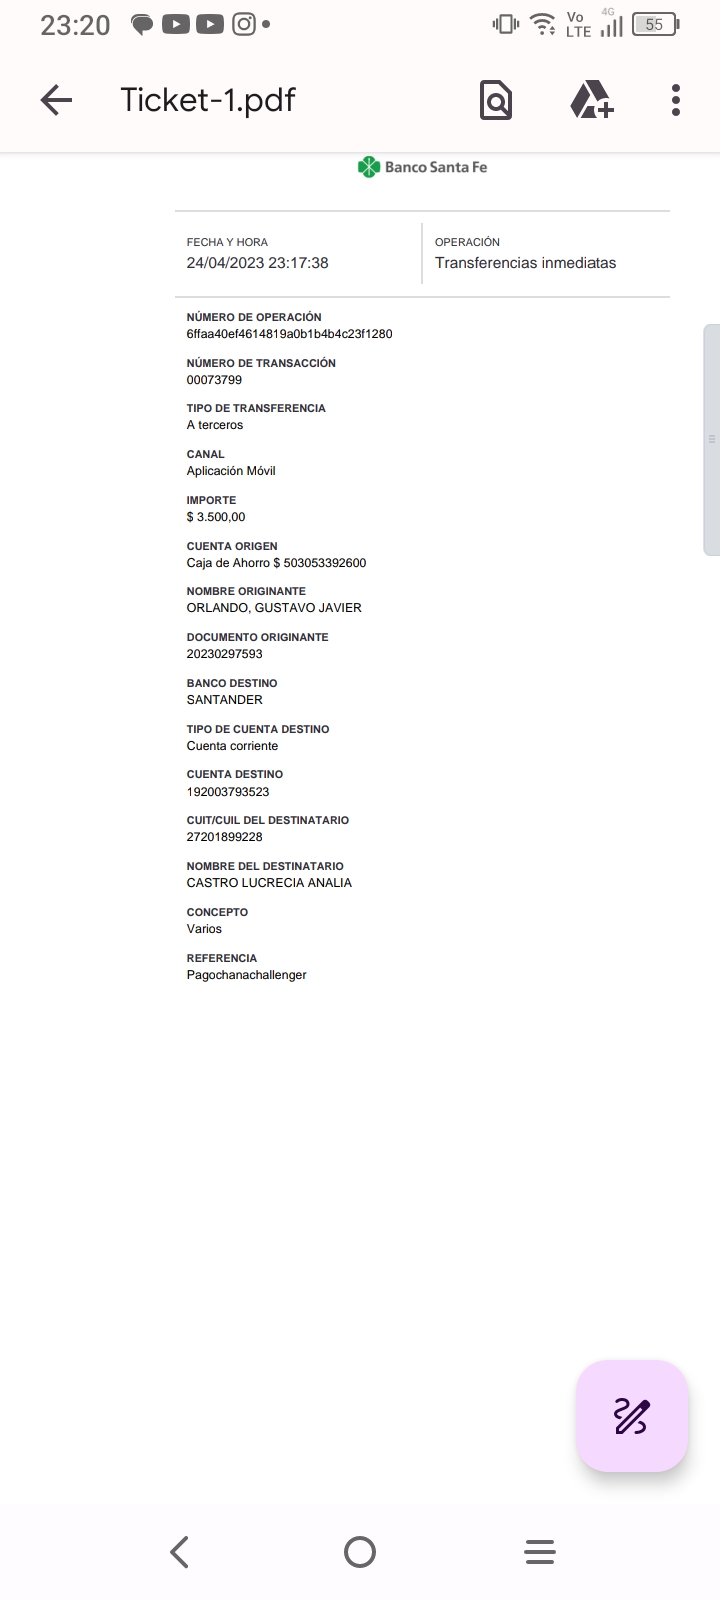 23:20
Vo LTE 4G 55
Ticket-1.pdf
Banco Santa Fe
FECHA Y HORA
24/04/2023 23:17:38
OPERACIÓN
Transferencias inmediatas
NÚMERO DE OPERACIÓN
6ffaa40ef4614819a0b1b4b4c23f1280
NÚMERO DE TRANSACCIÓN
00073799
TIPO DE TRANSFERENCIA
A terceros
CANAL
Aplicación Móvil
IMPORTE
$ 3.500,00
CUENTA ORIGEN
Caja de Ahorro $ 503053392600
NOMBRE ORIGINANTE
ORLANDO, GUSTAVO JAVIER
DOCUMENTO ORIGINANTE
20230297593
BANCO DESTINO
SANTANDER
TIPO DE CUENTA DESTINO
Cuenta corriente
CUENTA DESTINO
192003793523
CUIT/CUIL DEL DESTINATARIO
27201899228
NOMBRE DEL DESTINATARIO
CASTRO LUCRECIA ANALIA
CONCEPTO
Varios
REFERENCIA
Pagochanachallenger